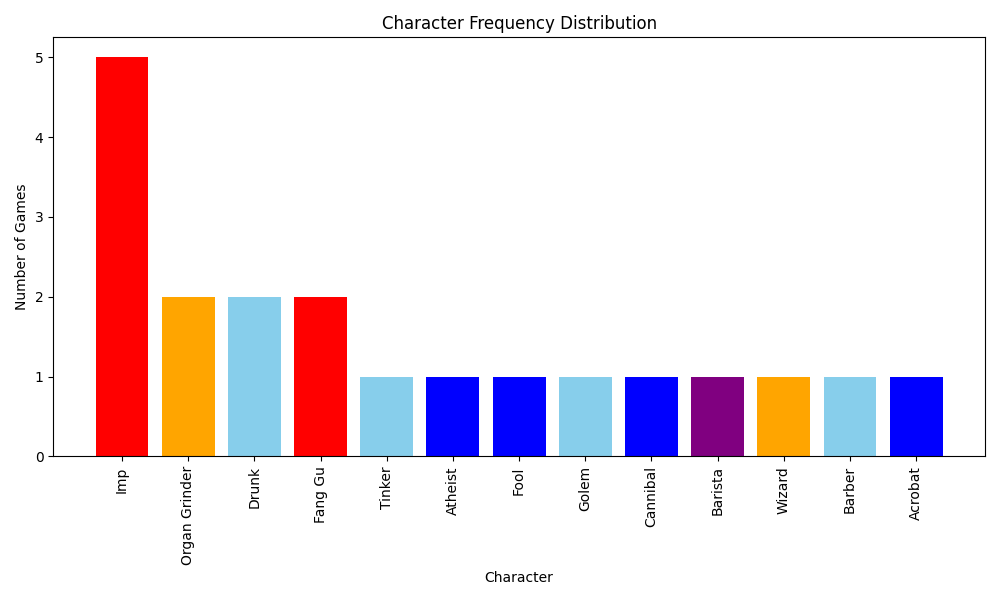 Character Frequency Distribution
Number of Games
5
4
3
2
1
0
Imp
Organ Grinder
Drunk
Fang Gu
Tinker
Atheist
Fool
Golem
Cannibal
Barista
Wizard
Barber
Acrobat
Character